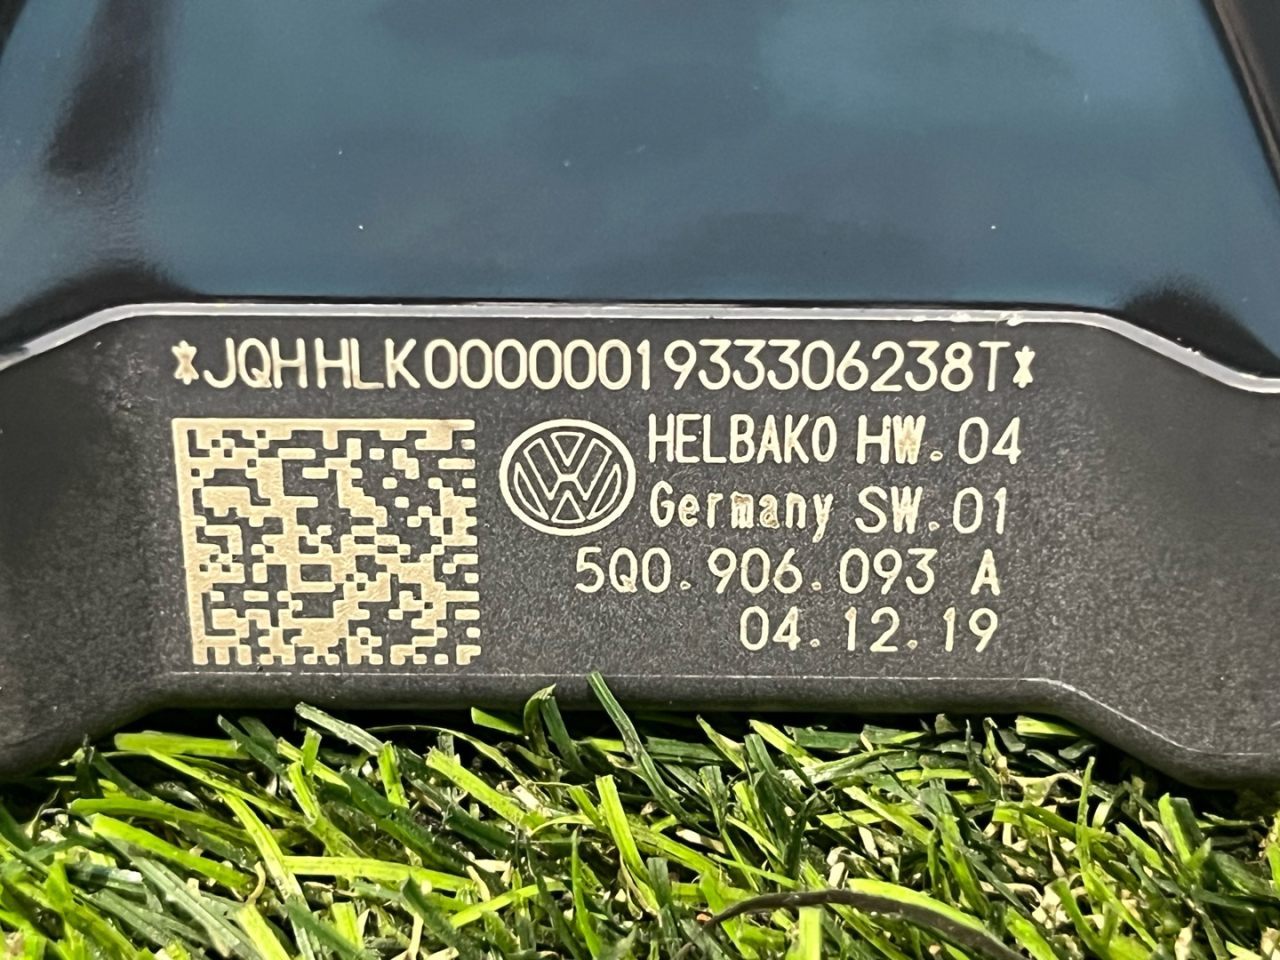 *JQHHLK0000001933306238T*
HELBAKO HW.04
Germany SW.01
5Q0.906.093 A
04.12.19